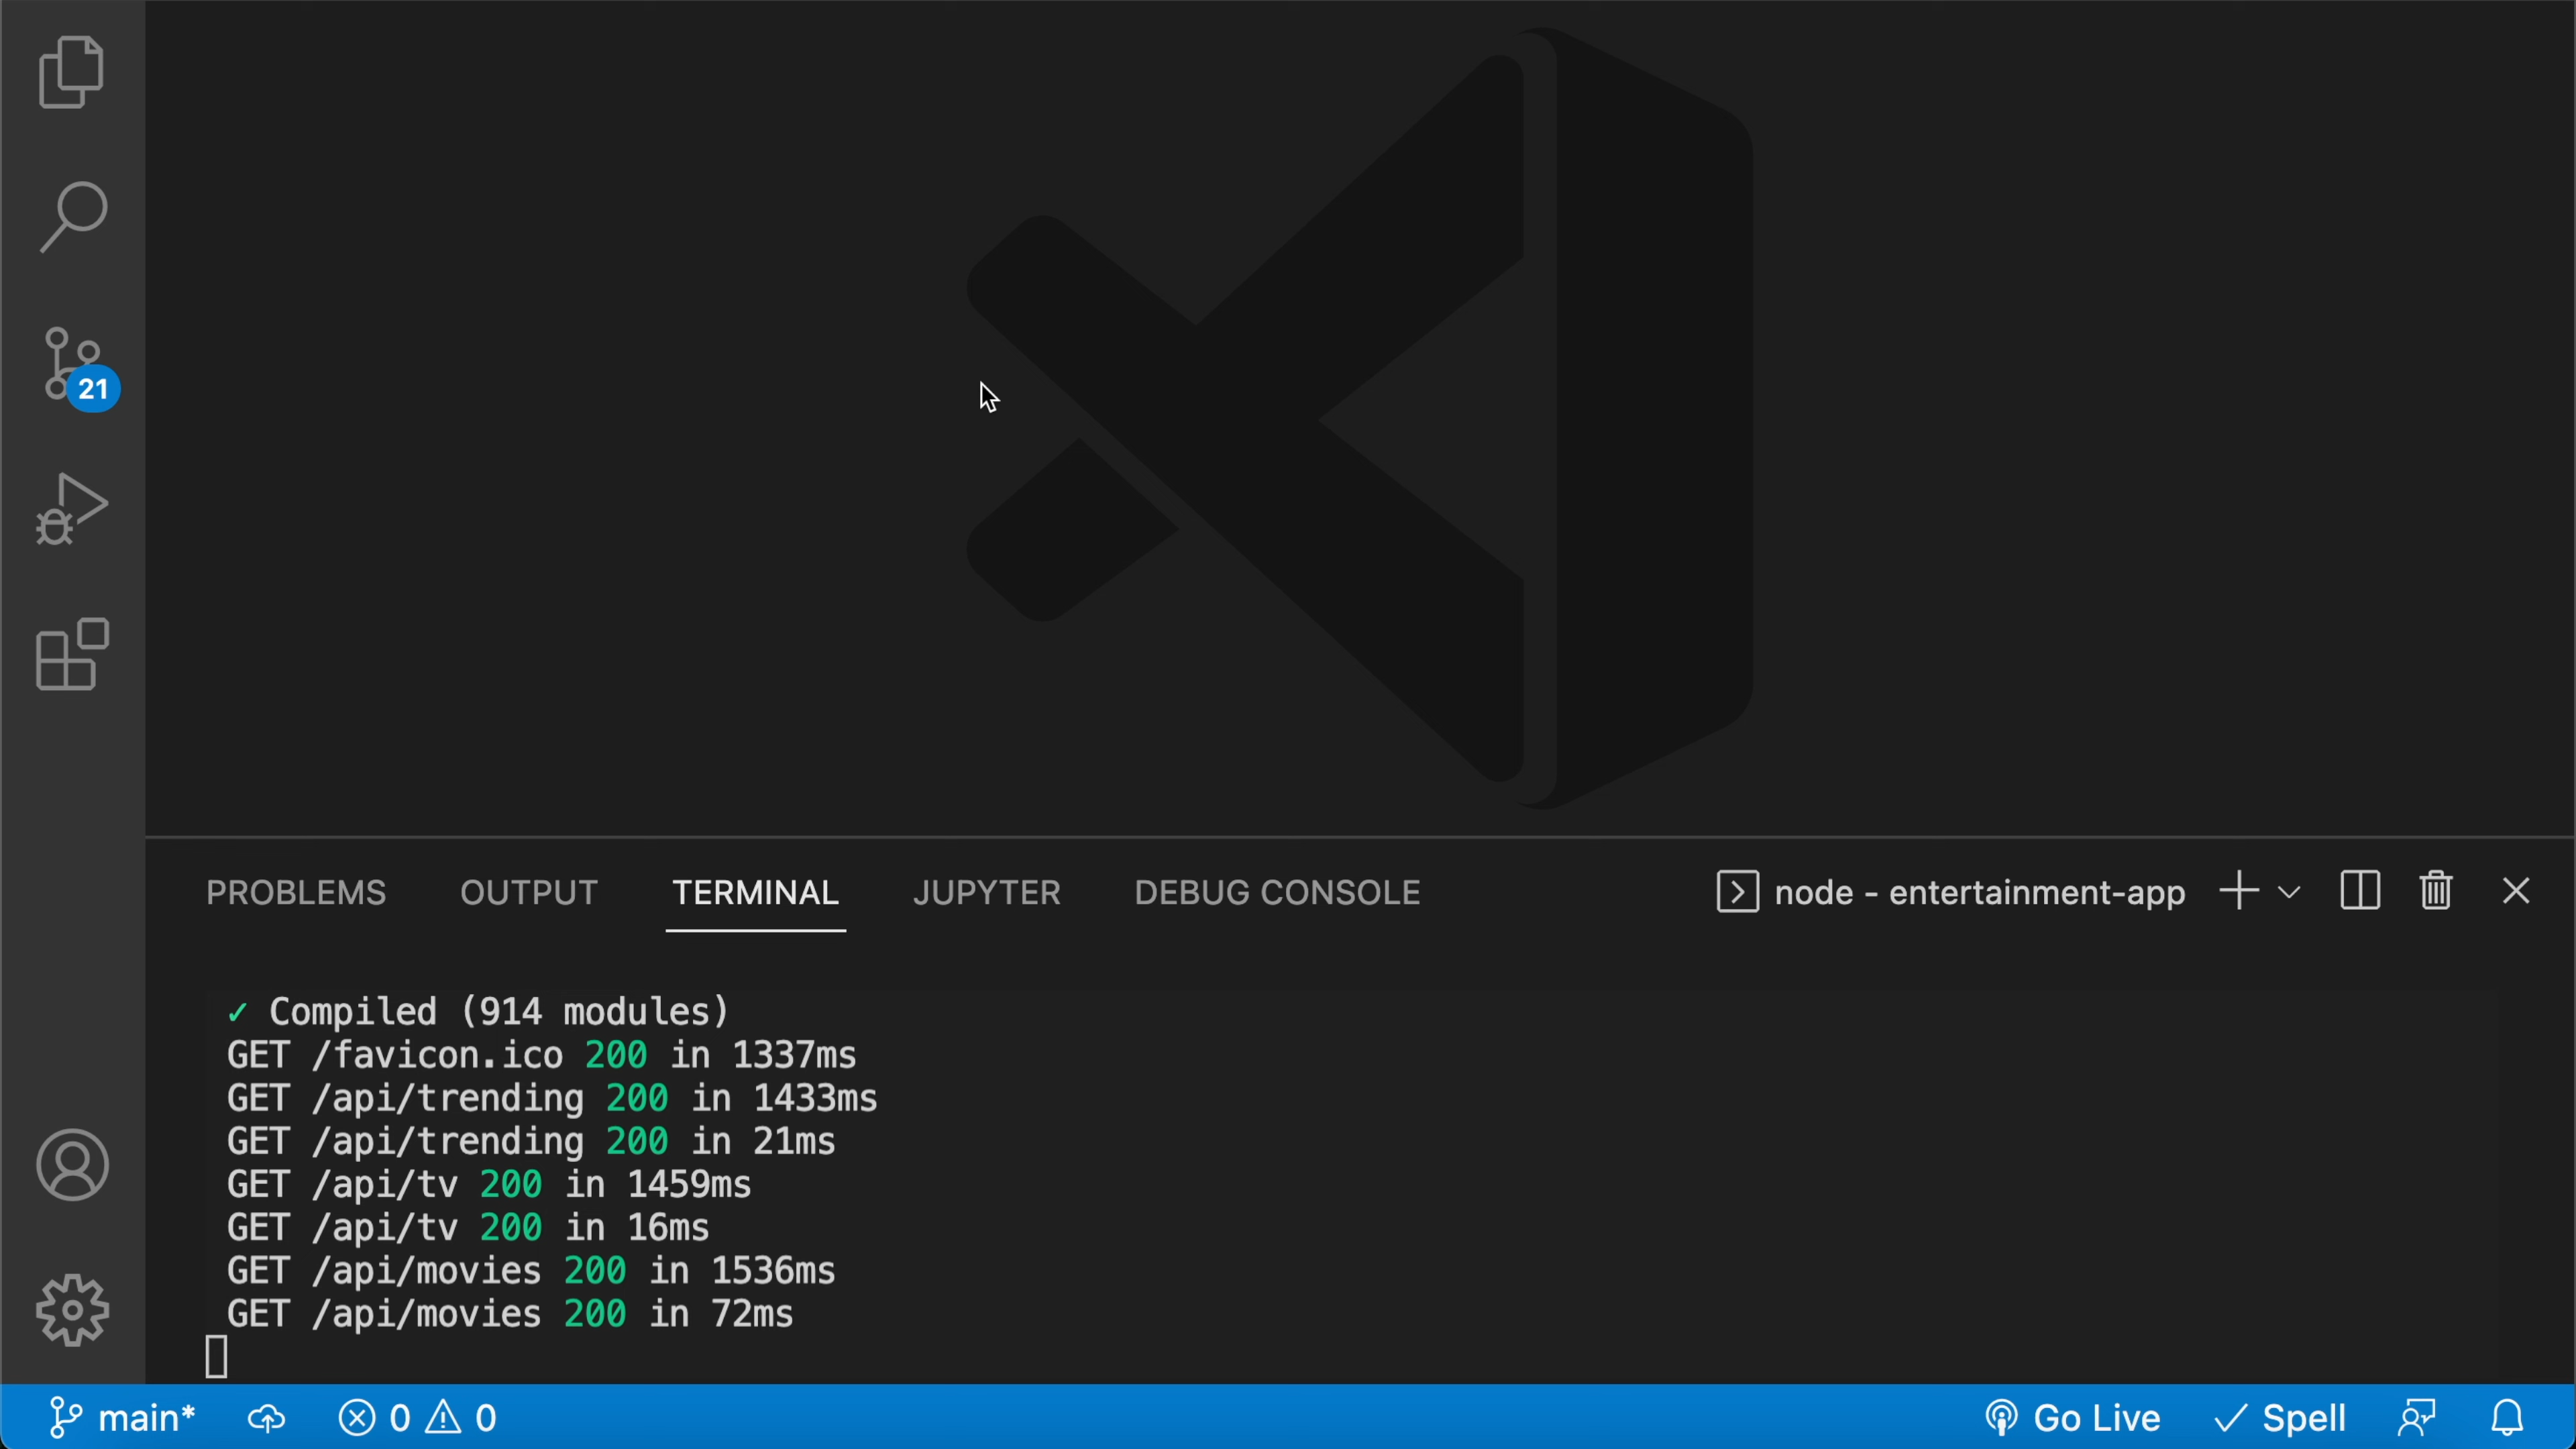 21
PROBLEMS OUTPUT TERMINAL JUPYTER DEBUG CONSOLE node - entertainment-app
✓ Compiled (914 modules)
GET /favicon.ico 200 in 1337ms
GET /api/trending 200 in 1433ms
GET /api/trending 200 in 21ms
GET /api/tv 200 in 1459ms
GET /api/tv 200 in 16ms
GET /api/movies 200 in 1536ms
GET /api/movies 200 in 72ms
main* 0 0 Go Live Spell